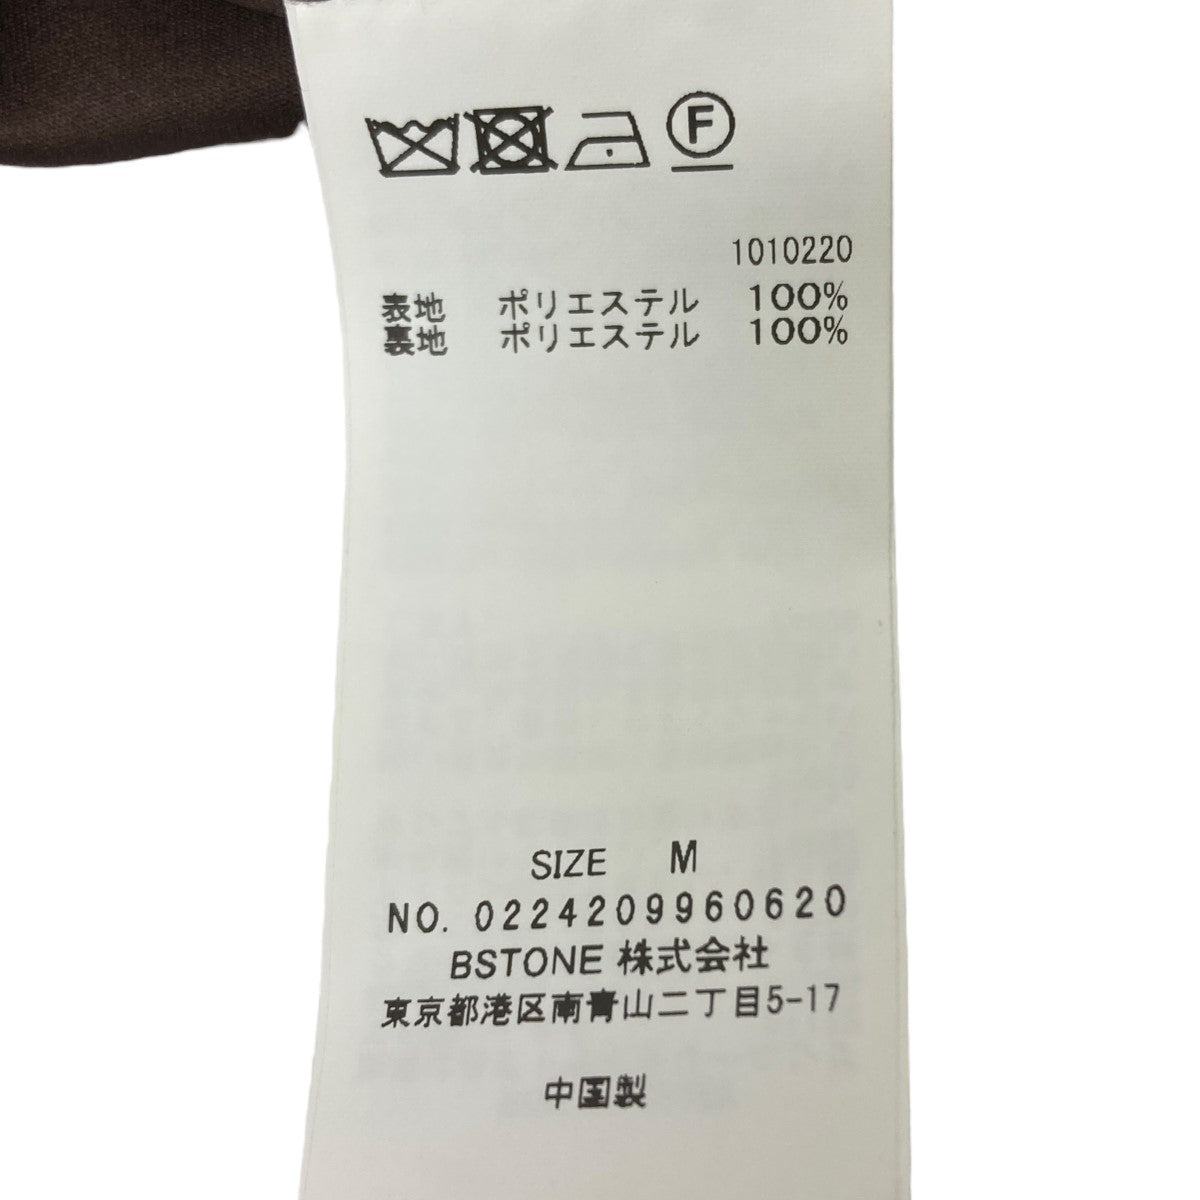 F
1010220
表地 ポリエステル 100%
裏地 ポリエステル 100%
SIZE M
NO. 0224209960620
BSTONE 株式会社
東京都港区南青山二丁目5-17
中国製